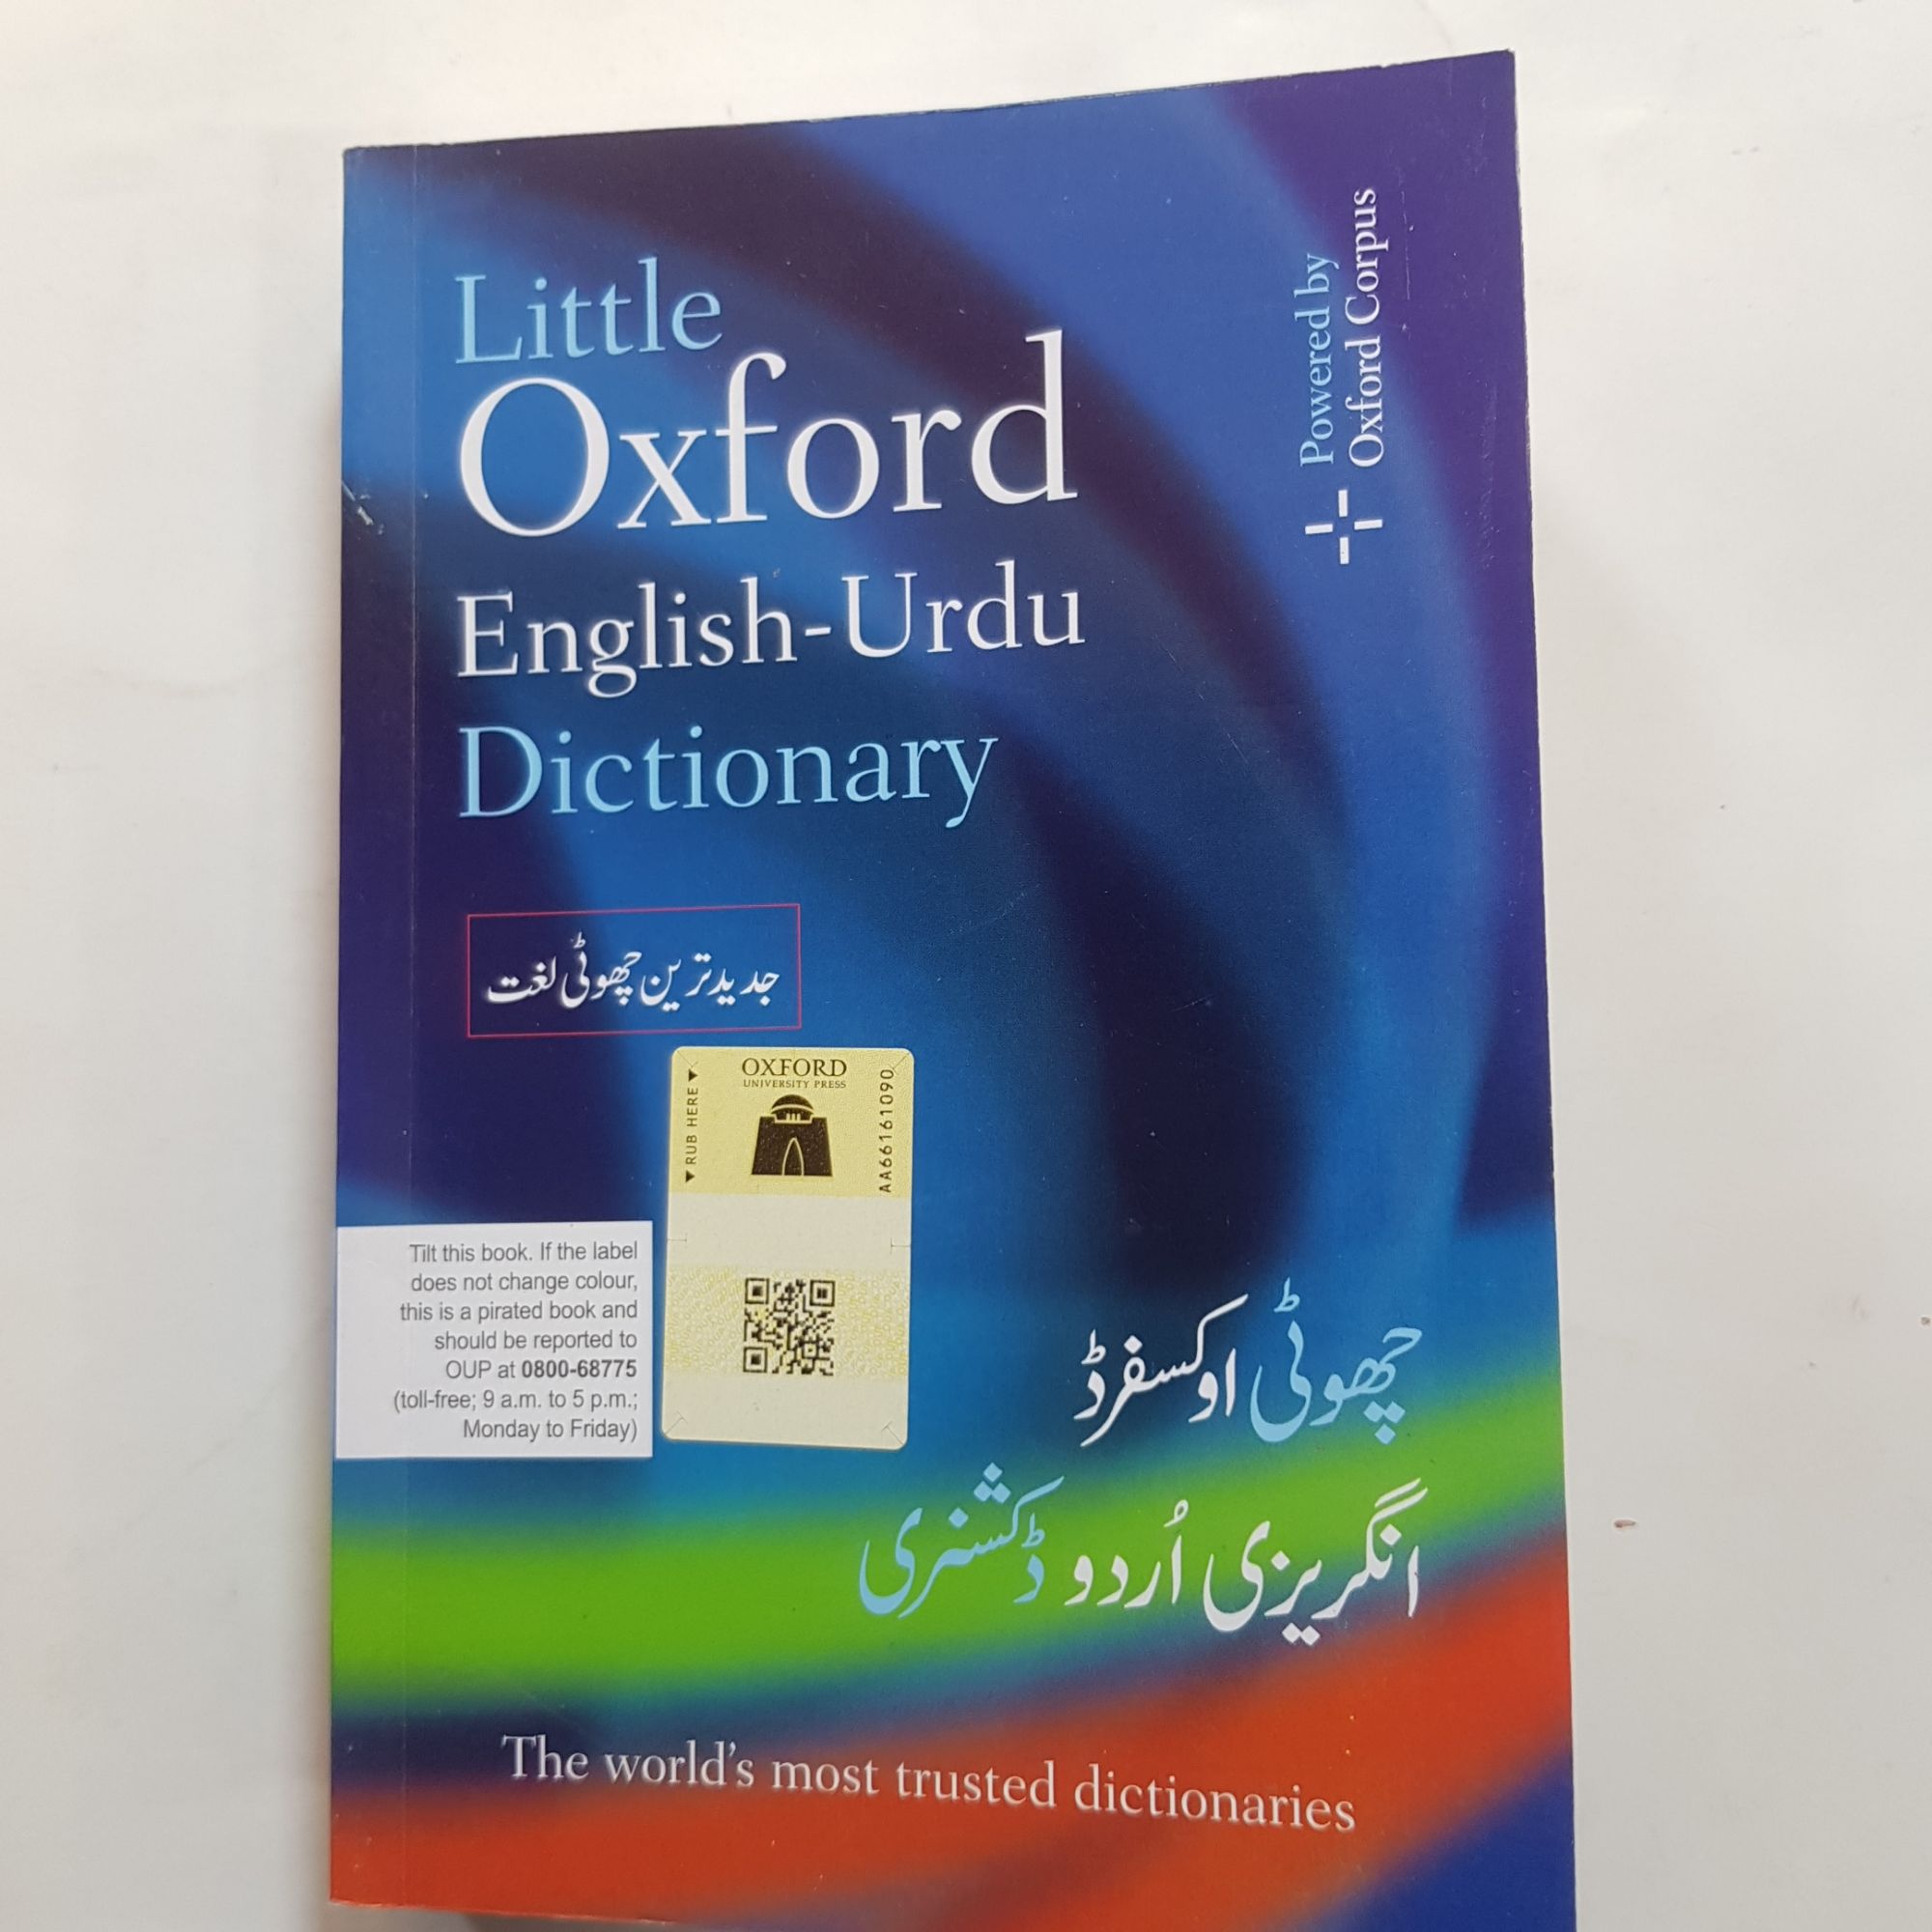 Little
Oxford
English-Urdu
Dictionary
Powered by
Oxford Corpus
جدید ترین چھوٹی لغت
OXFORD
UNIVERSITY PRESS
▼ RUB HERE ▼
AA66161090
Tilt this book. If the label
does not change colour,
this is a pirated book and
should be reported to
OUP at 0800-68775
(toll-free; 9 a.m. to 5 p.m.;
Monday to Friday)
چھوٹی اوکسفرڈ
انگریزی اُردو ڈکشنری
The world's most trusted dictionaries